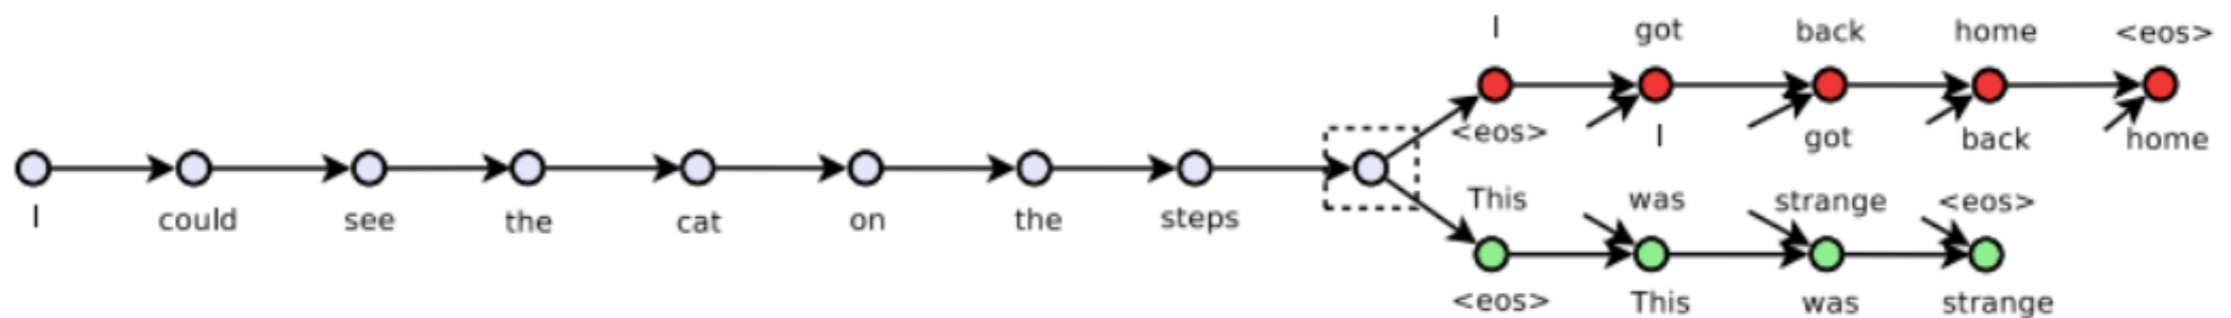 I got back home <eos>
<eos> I got back home
I could see the cat on the steps
This was strange <eos>
<eos> This was strange